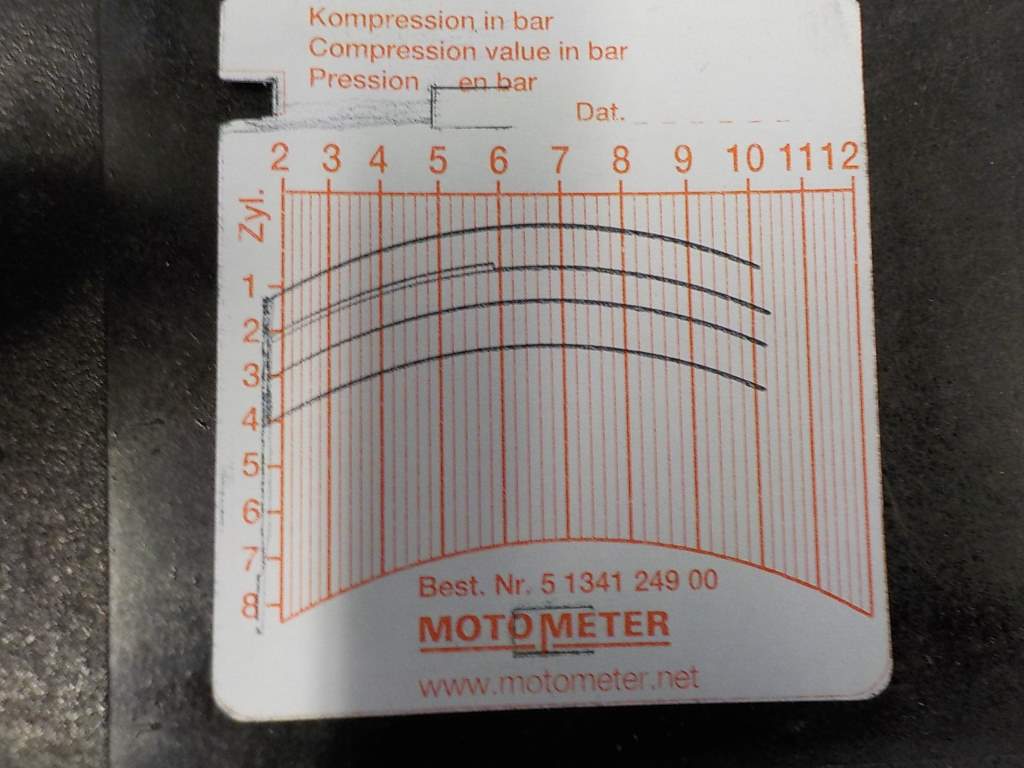 Kompression in bar
Compression value in bar
Pression en bar
Dat.
2 3 4 5 6 7 8 9 10 11 12
Zyl.
1
2
3
4
5
6
7
8
Best. Nr. 5 1341 249 00
MOTOMETER
www.motometer.net